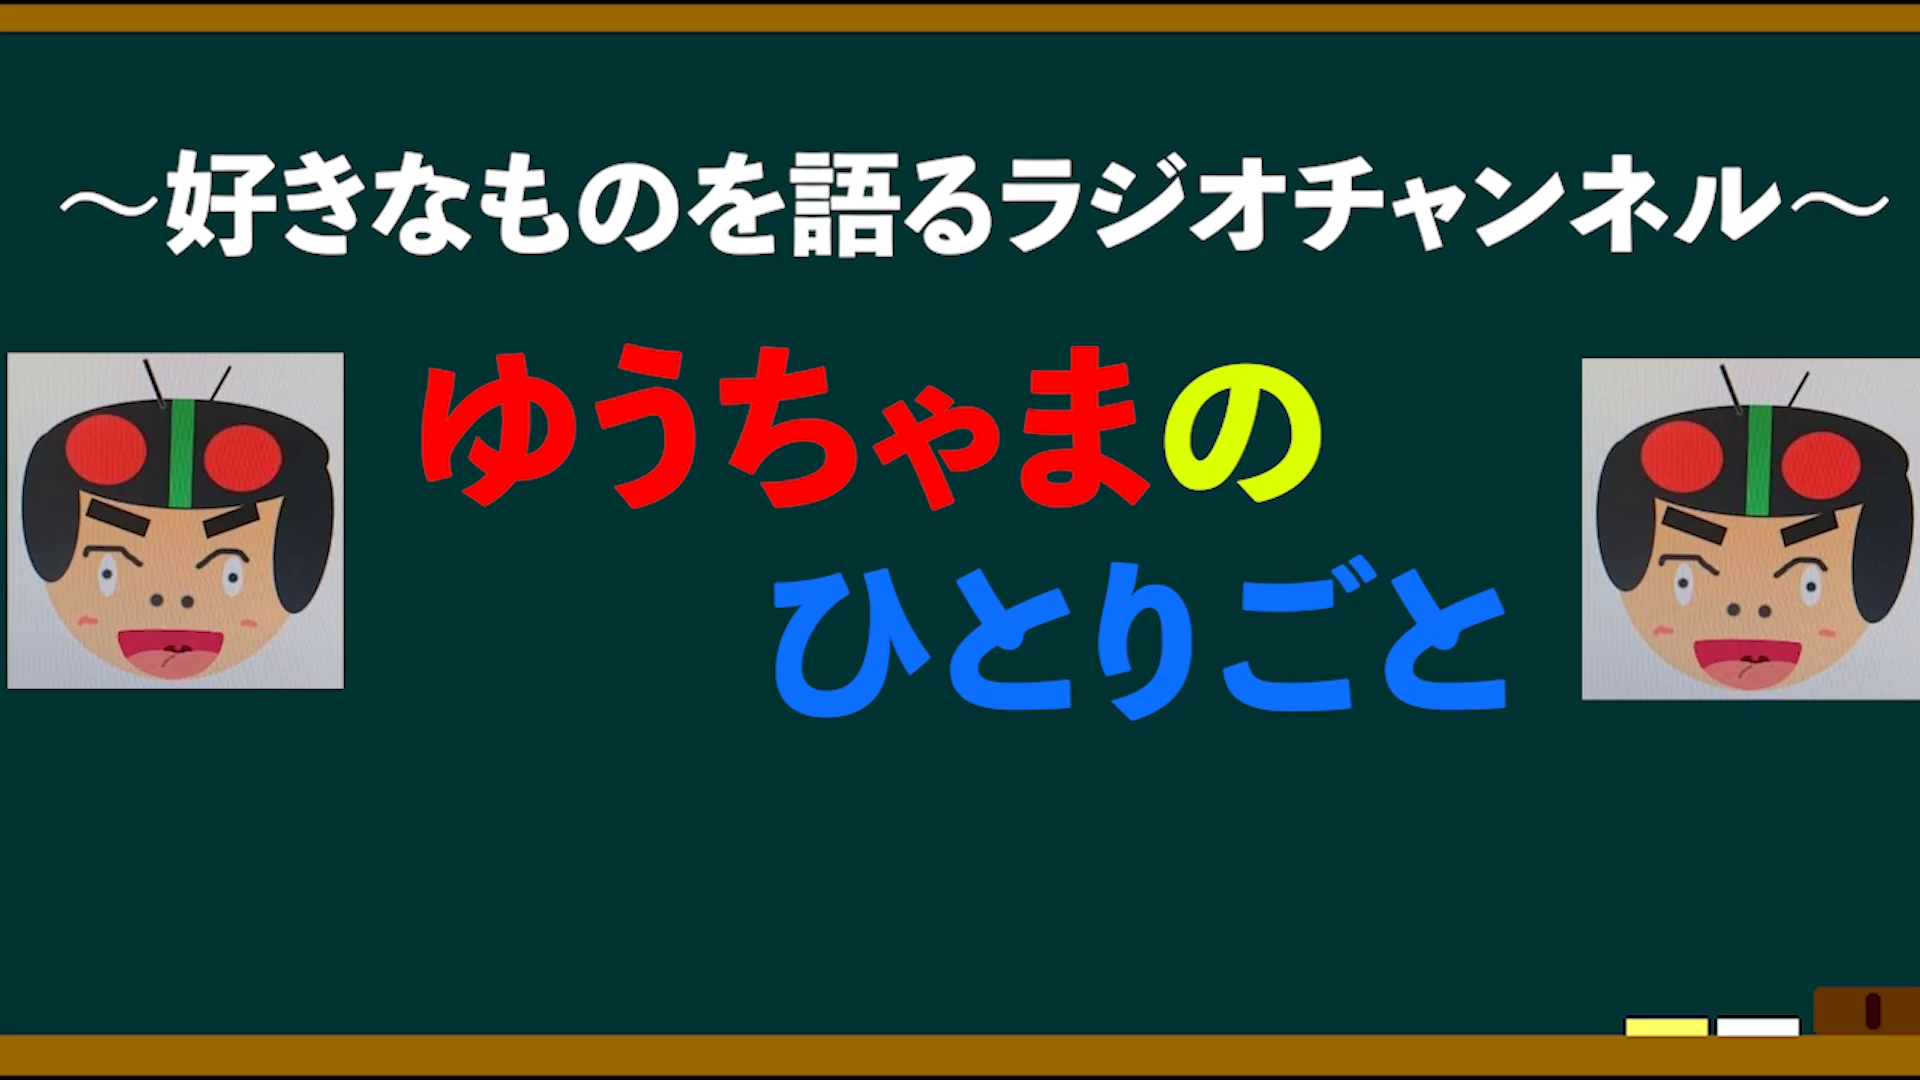 ～好きなものを語るラジオチャンネル～
ゆうちゃまの
ひとりごと